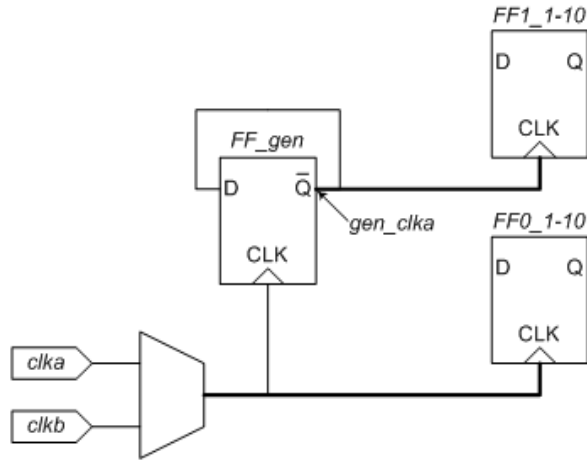 FF1_1-10
D Q
CLK
FF_gen
D Q̅
CLK
gen_clka
FF0_1-10
D Q
CLK
clka
clkb